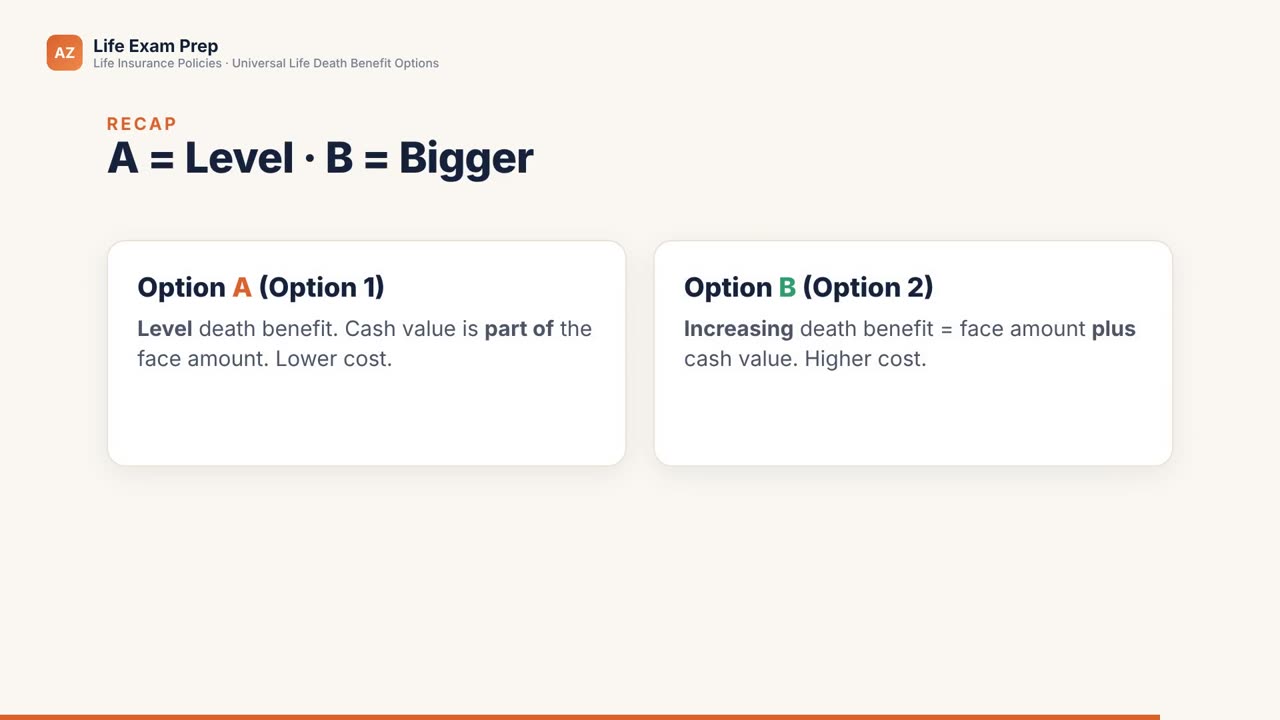 AZ
Life Exam Prep
Life Insurance Policies · Universal Life Death Benefit Options
RECAP
A = Level · B = Bigger
Option A (Option 1)
Level death benefit. Cash value is part of the
face amount. Lower cost.
Option B (Option 2)
Increasing death benefit = face amount plus
cash value. Higher cost.